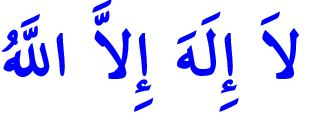 لاَ إِلَهَ إِلاَّ اللَّهُ